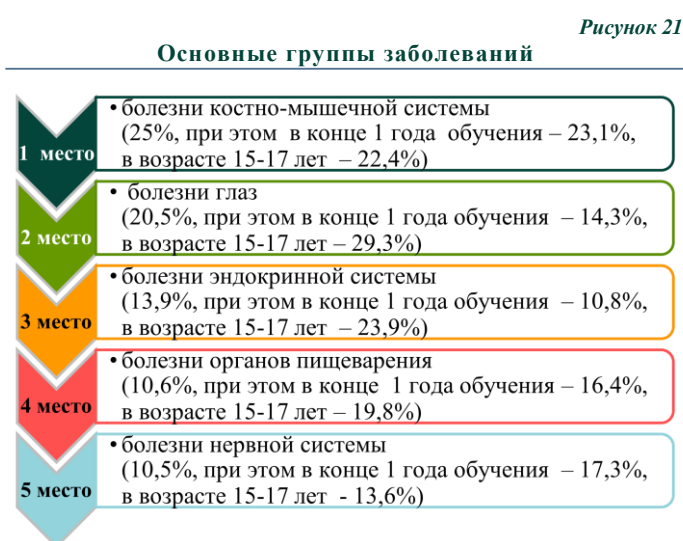 Рисунок 21
Основные группы заболеваний
1 место
•болезни костно-мышечной системы
(25%, при этом в конце 1 года обучения – 23,1%,
в возрасте 15-17 лет – 22,4%)
2 место
• болезни глаз
(20,5%, при этом в конце 1 года обучения – 14,3%,
в возрасте 15-17 лет – 29,3%)
3 место
•болезни эндокринной системы
(13,9%, при этом в конце 1 года обучения – 10,8%,
в возрасте 15-17 лет – 23,9%)
4 место
•болезни органов пищеварения
(10,6%, при этом в конце 1 года обучения – 16,4%,
в возрасте 15-17 лет – 19,8%)
5 место
•болезни нервной системы
(10,5%, при этом в конце 1 года обучения – 17,3%,
в возрасте 15-17 лет - 13,6%)